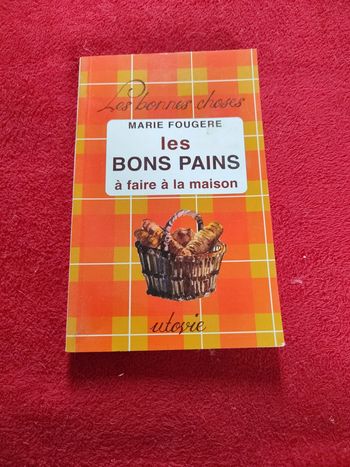 Les bonnes choses
MARIE FOUGERE
les
BONS PAINS
à faire à la maison
utovie